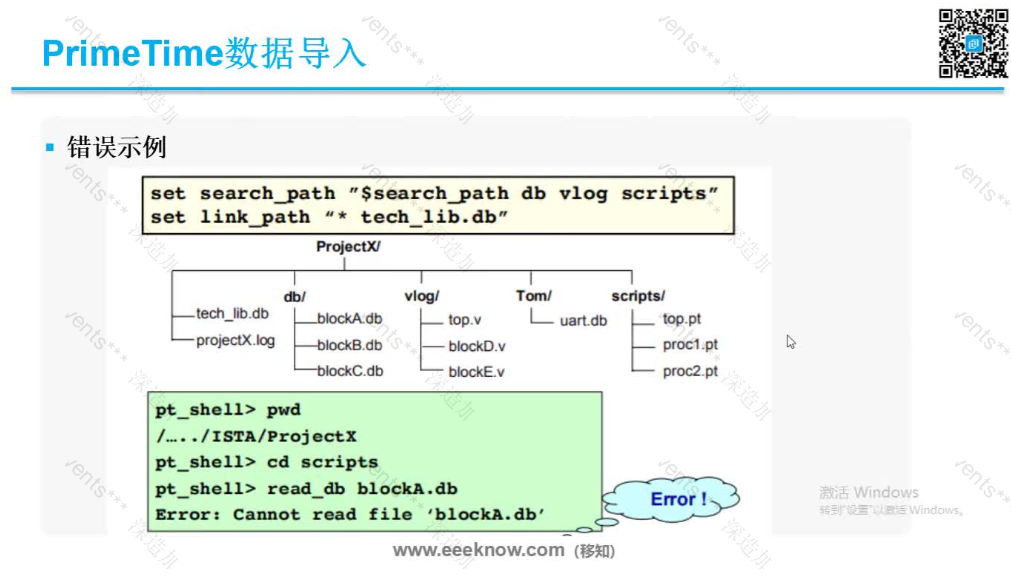 PrimeTime数据导入
错误示例
set search_path ”$search_path db vlog scripts”
set link_path “* tech_lib.db”
ProjectX/
db/
vlog/
Tom/
scripts/
tech_lib.db
projectX.log
blockA.db
blockB.db
blockC.db
top.v
blockD.v
blockE.v
uart.db
top.pt
proc1.pt
proc2.pt
pt_shell> pwd
/…../ISTA/ProjectX
pt_shell> cd scripts
pt_shell> read_db blockA.db
Error: Cannot read file ‘blockA.db’
Error !
激活 Windows
转到“设置”以激活 Windows。
www.eeeknow.com（移知）